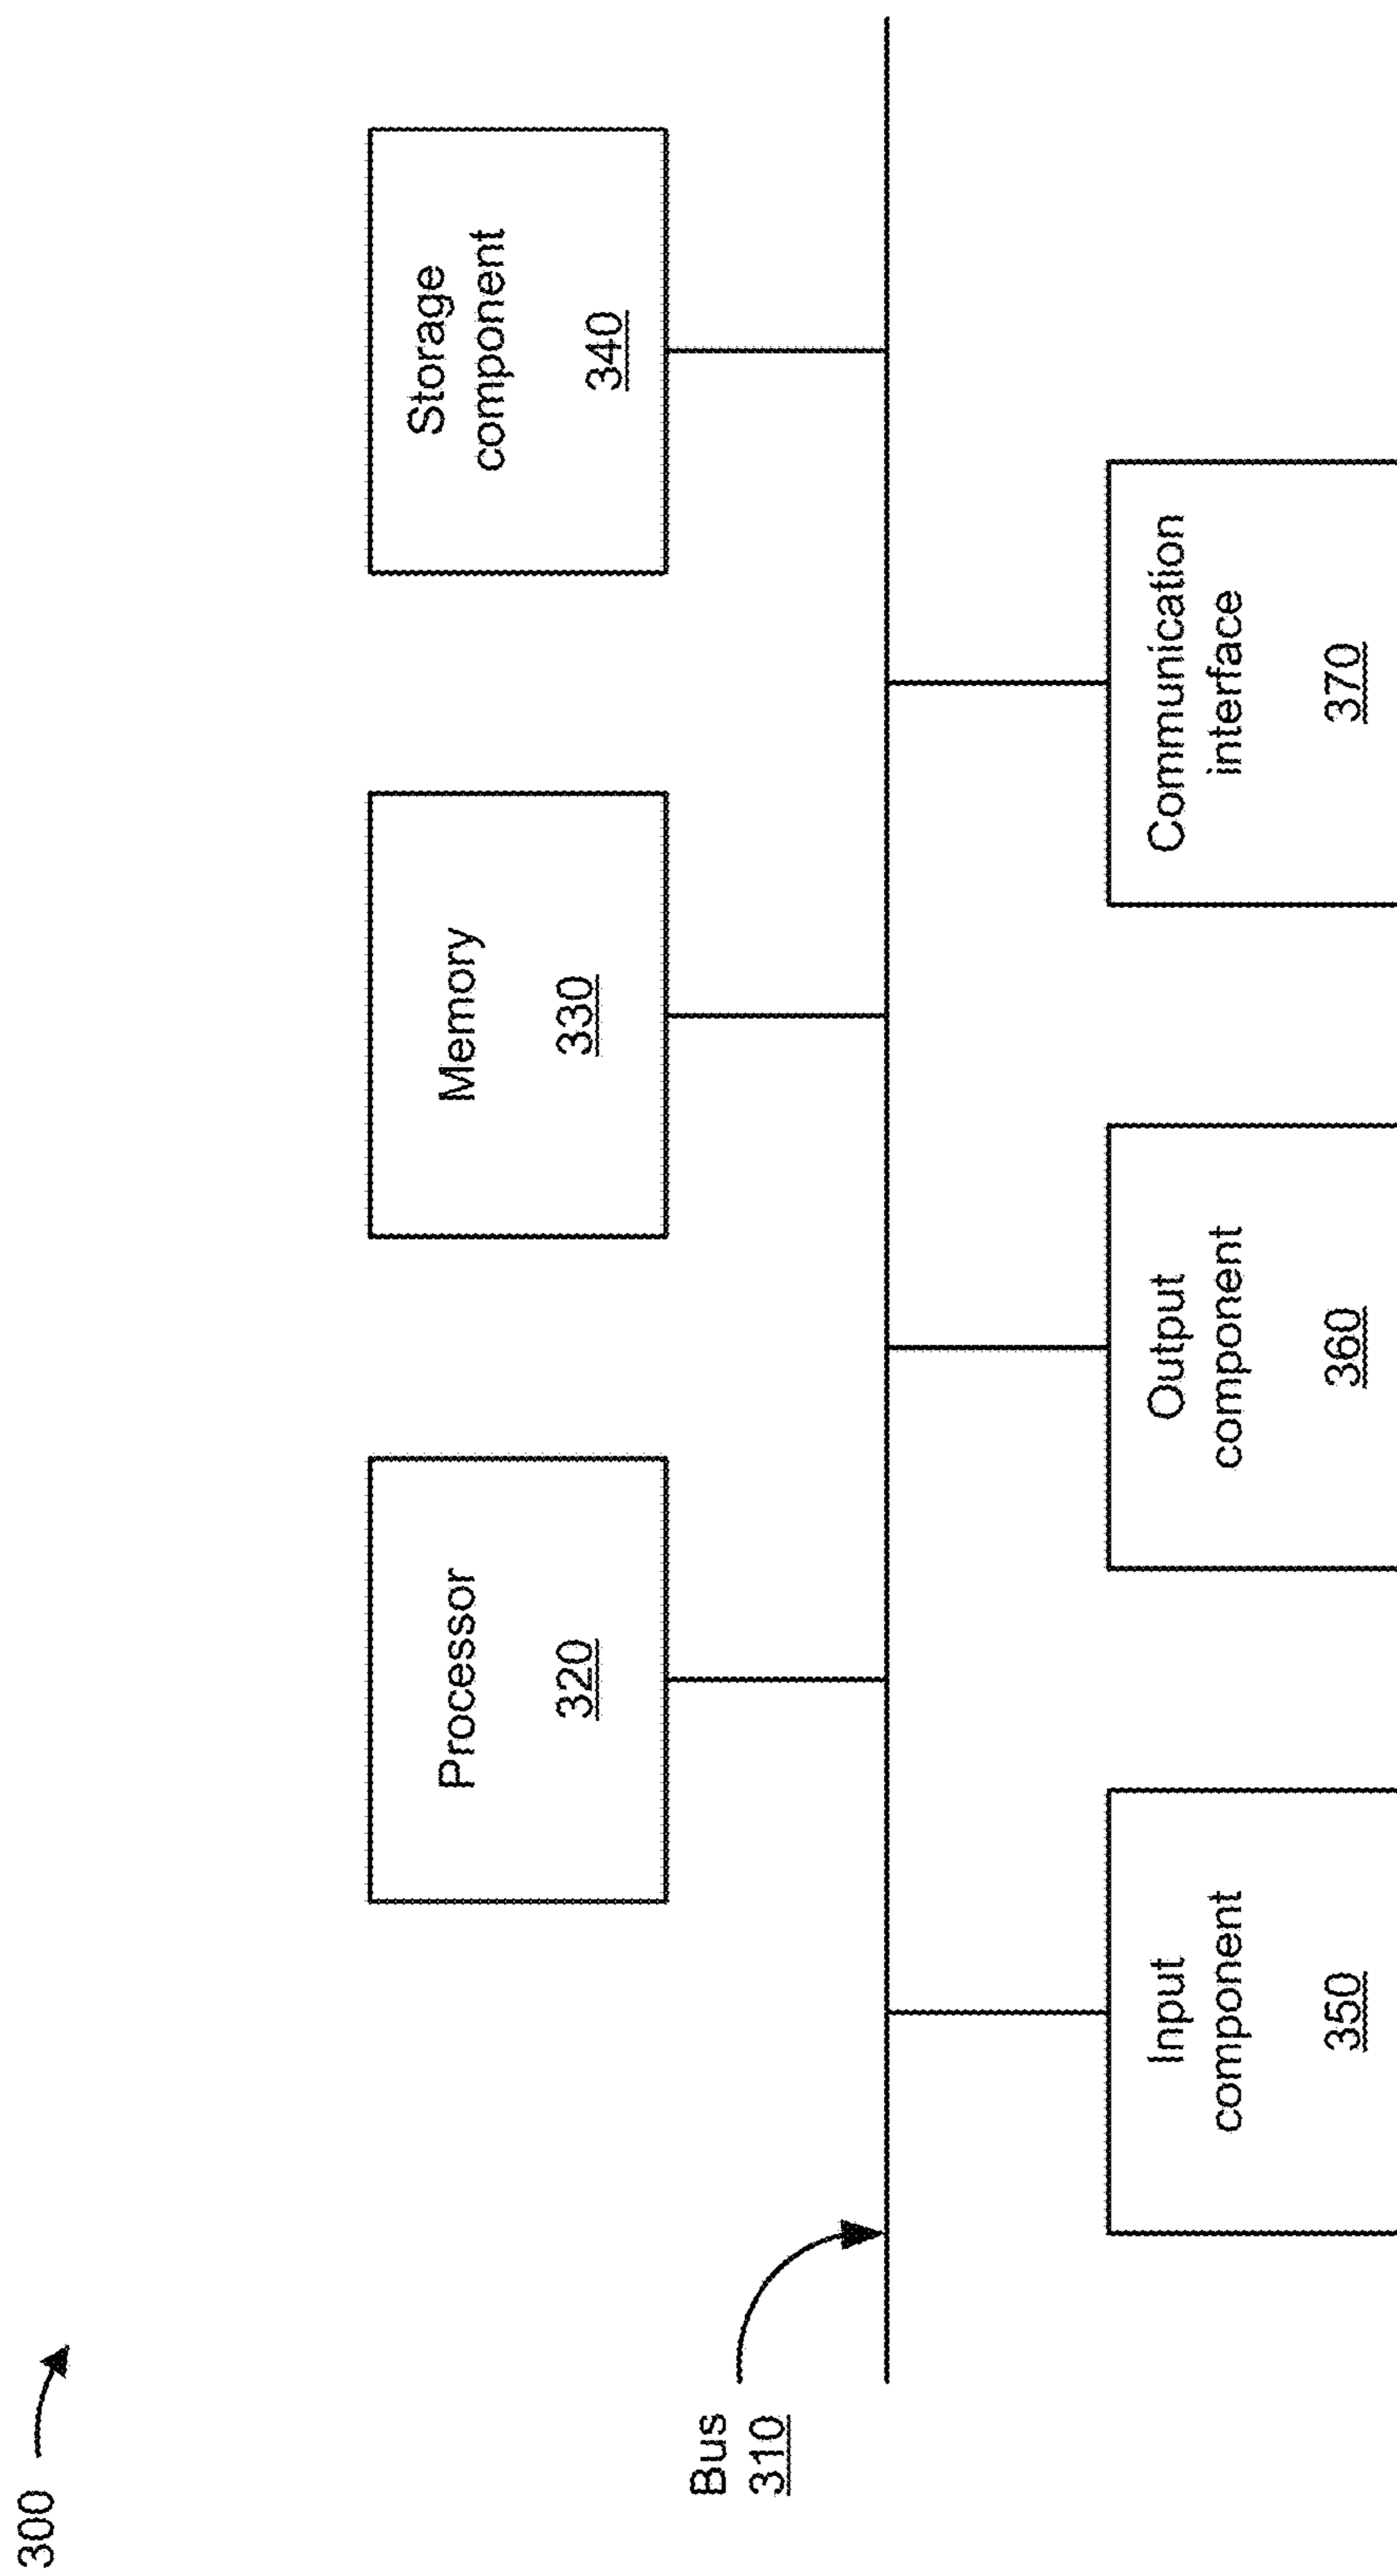 300
Processor
320
Memory
330
Storage
component
340
Bus
310
Input
component
350
Output
component
360
Communication
interface
370